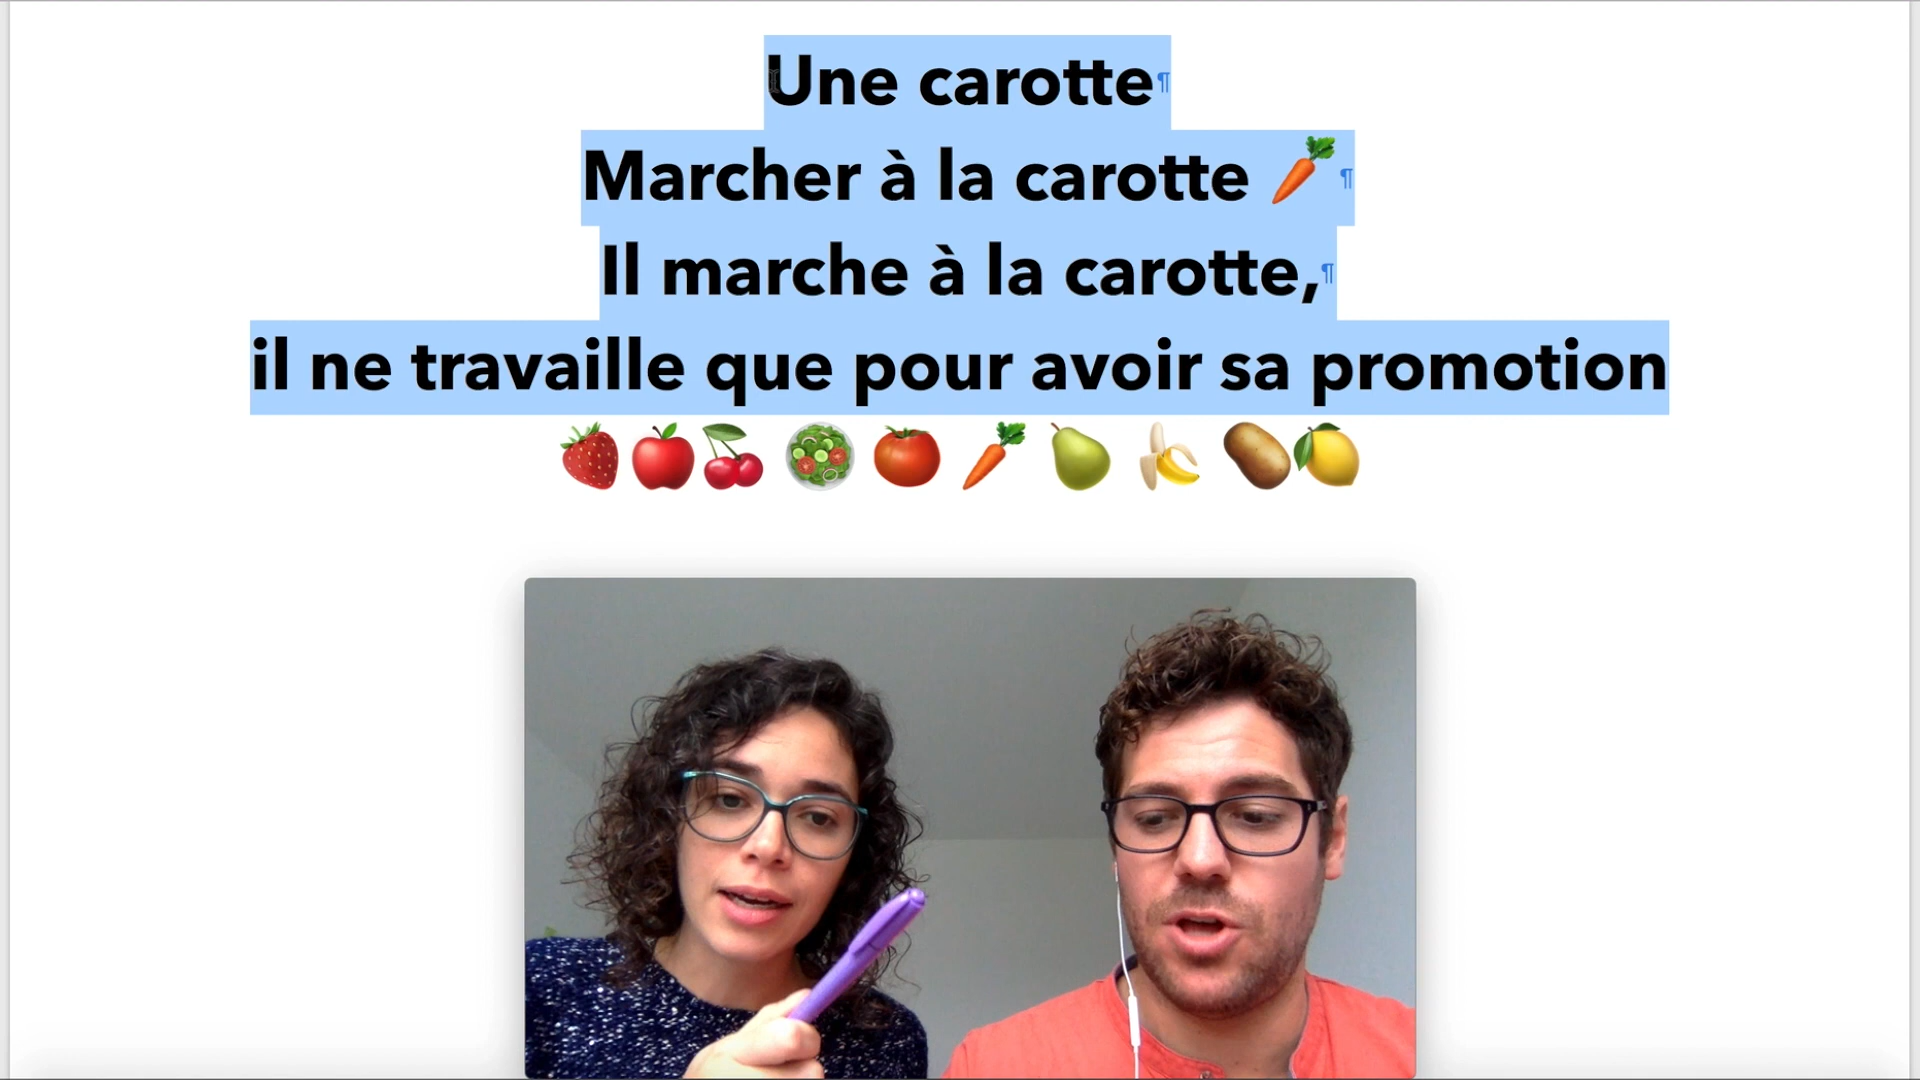 Une carotte
Marcher à la carotte 🥕
Il marche à la carotte,
il ne travaille que pour avoir sa promotion